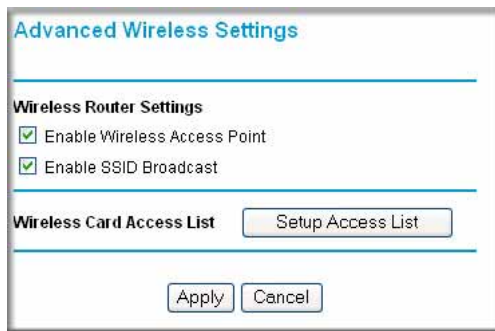 Advanced Wireless Settings
Wireless Router Settings
Enable Wireless Access Point
Enable SSID Broadcast
Wireless Card Access List Setup Access List
Apply Cancel